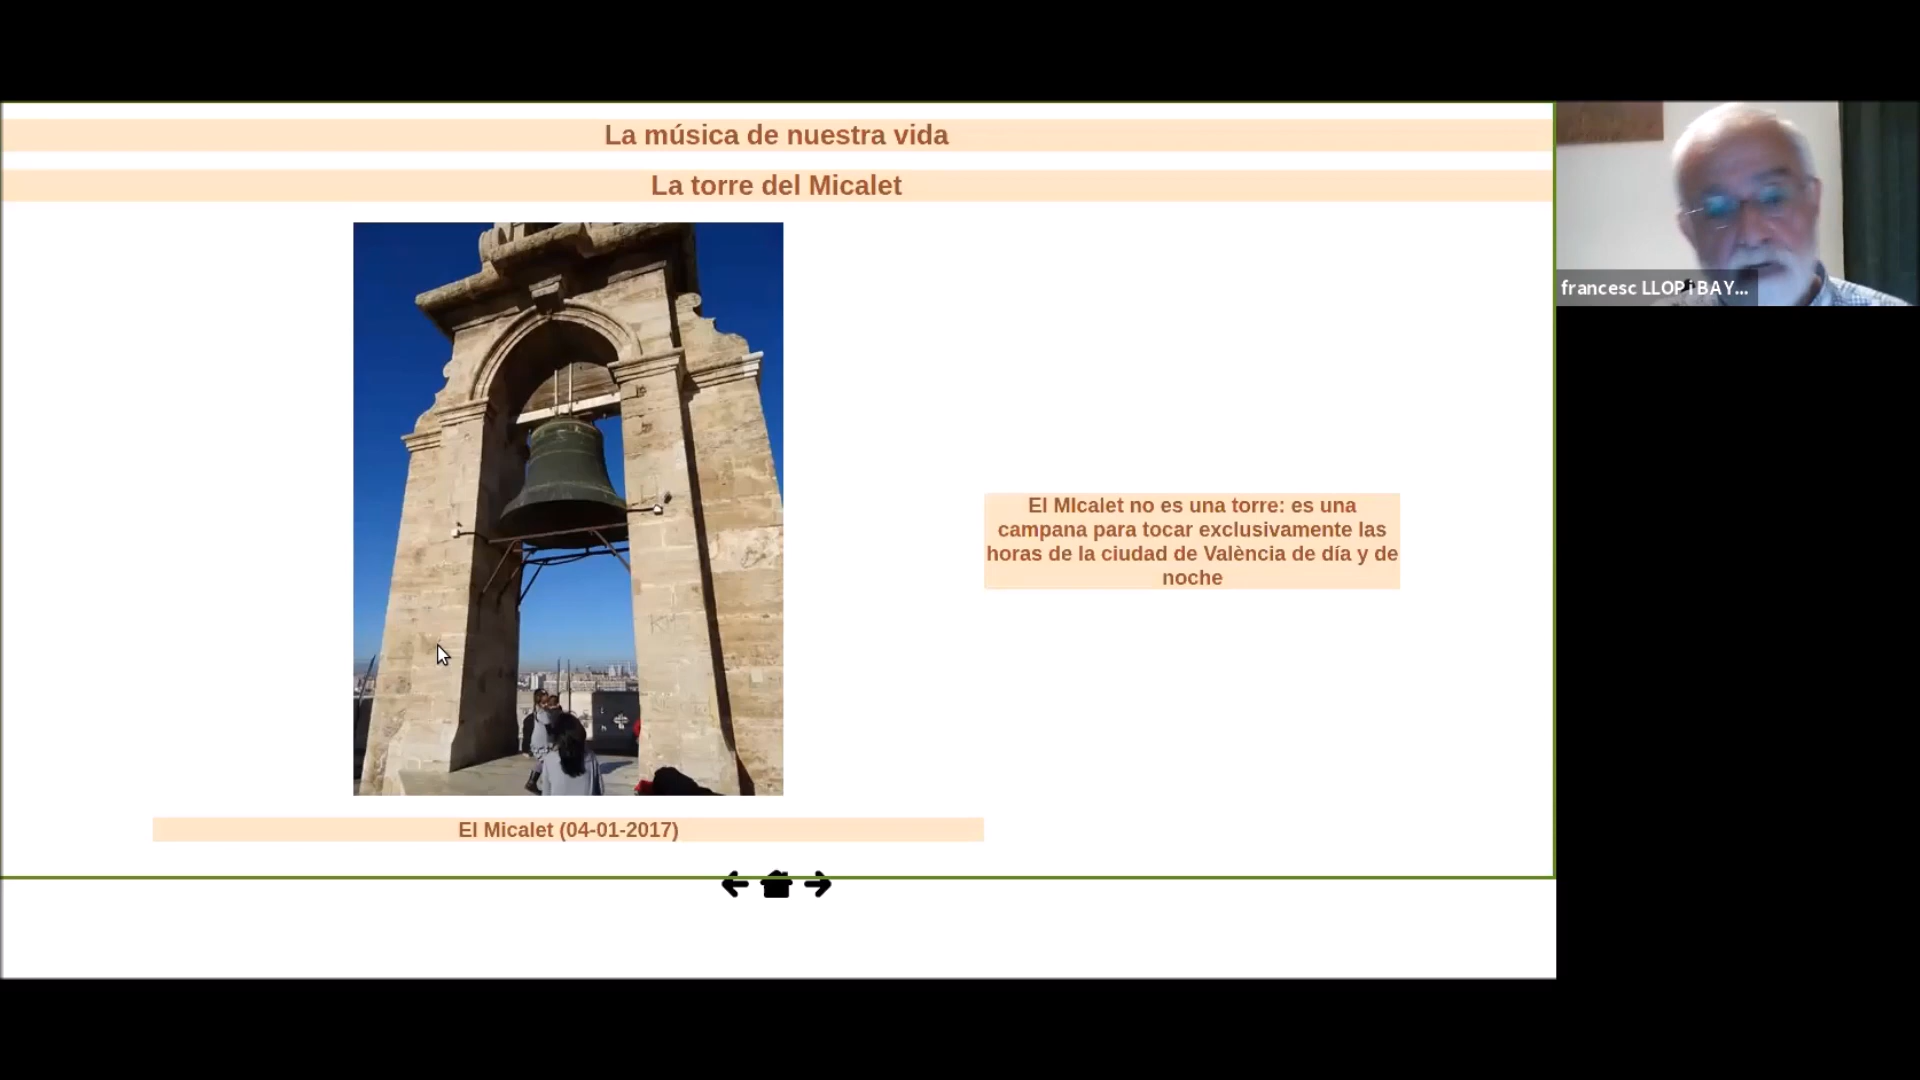 La música de nuestra vida
La torre del Micalet
francesc LLOP i BAY...
El MIcalet no es una torre: es una
campana para tocar exclusivamente las
horas de la ciudad de València de día y de
noche
El Micalet (04-01-2017)